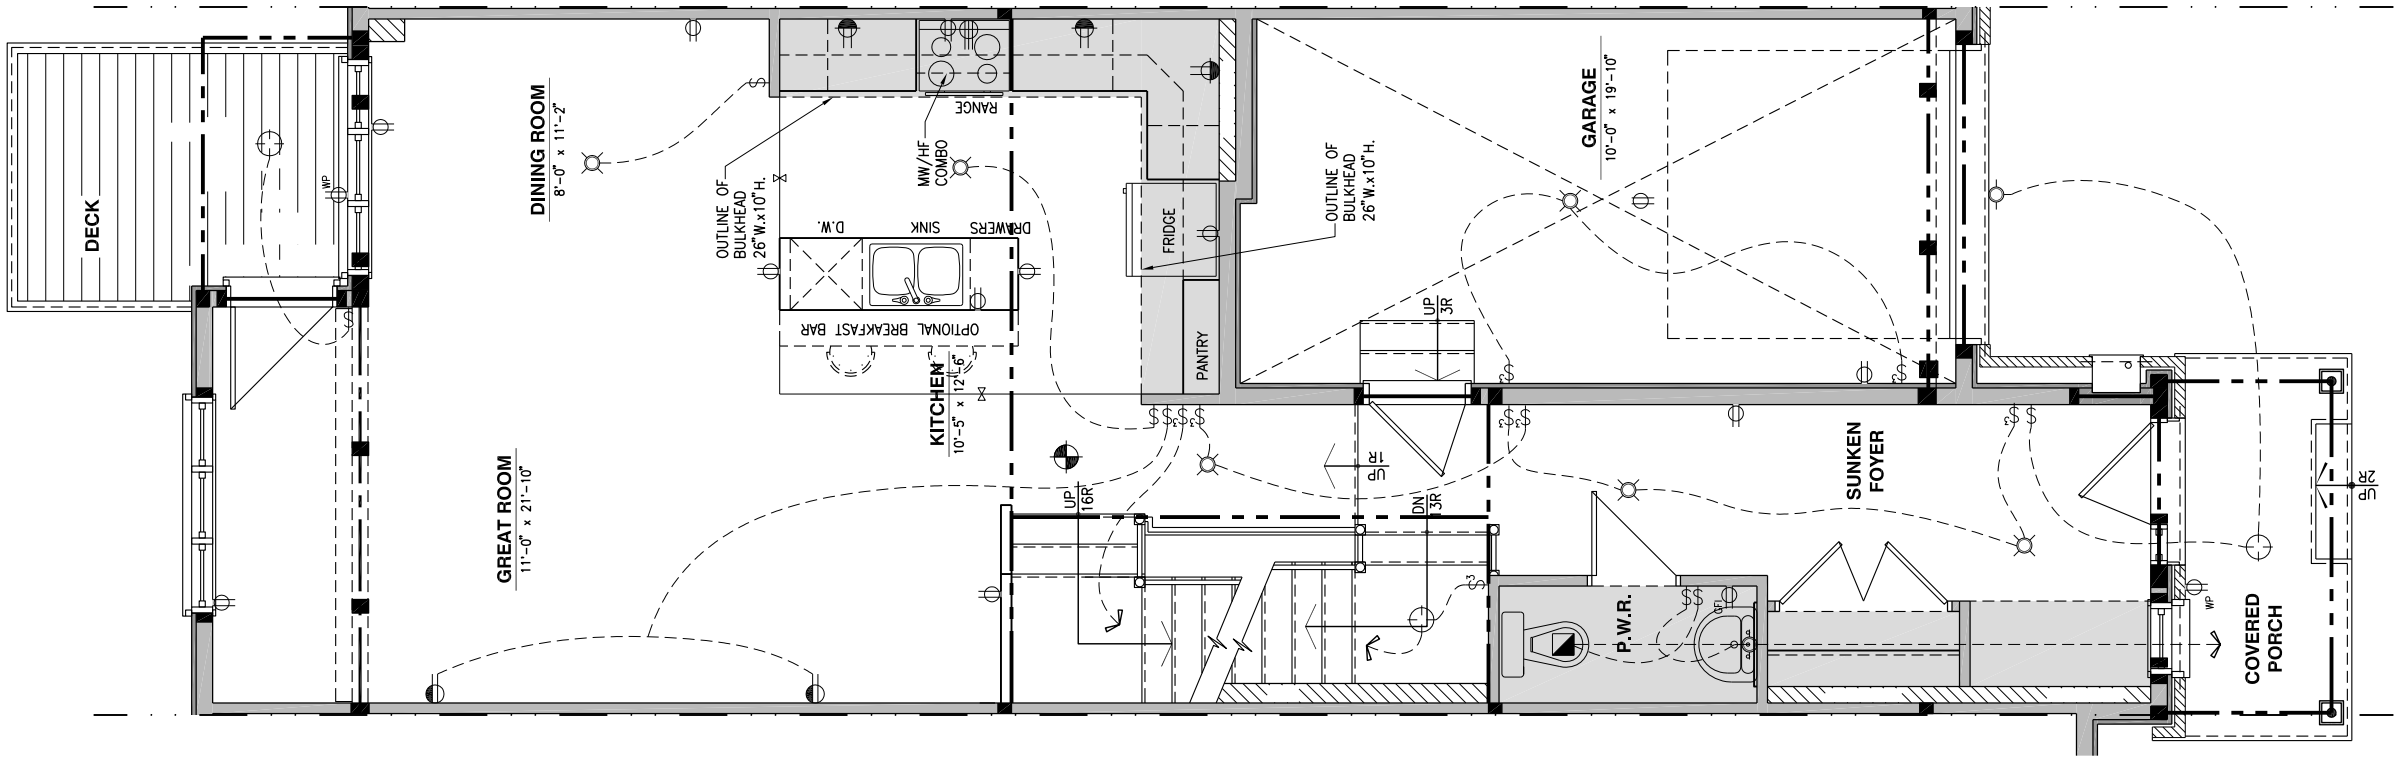 DECK
WP
DINING ROOM
8'-0" x 11'-2"
GREAT ROOM
11'-0" x 21'-10"
OUTLINE OF
BULKHEAD
26"W.x10"H.
MW/HF
COMBO
RANGE
D.W.
SINK
DRAWERS
OPTIONAL BREAKFAST BAR
KITCHEN
10'-5" x 12'-6"
FRIDGE
PANTRY
OUTLINE OF
BULKHEAD
26"W.x10"H.
GARAGE
10'-0" x 19'-10"
UP
3R
UP
16R
UP
1R
DN
13R
P.W.R.
GFI
SUNKEN
FOYER
UP
2R
WP
COVERED
PORCH